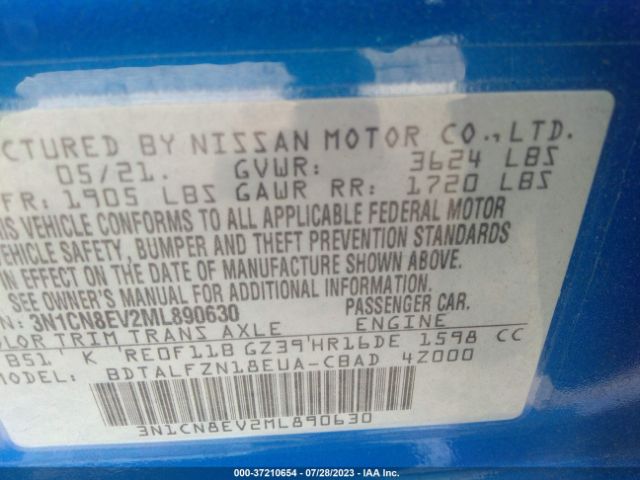 CTURED BY NISSAN MOTOR CO., LTD.
05/21. GVWR: 3624 LBS
FR: 1905 LBS GAWR RR: 1720 LBS
IS VEHICLE CONFORMS TO ALL APPLICABLE FEDERAL MOTOR
VEHICLE SAFETY, BUMPER AND THEFT PREVENTION STANDARDS
IN EFFECT ON THE DATE OF MANUFACTURE SHOWN ABOVE.
SEE OWNER'S MANUAL FOR ADDITIONAL INFORMATION.
N: 3N1CN8EV2ML890630 PASSENGER CAR.
LOR TRIM TRANS AXLE ENGINE
B51 K RE0F11B GZ39 HR16DE 1598 CC
BDTALFZN18EUA-CBAD 4Z000
3N1CN8EV2ML890630
000-37210654 / 07/28/2023 - IAA Inc.